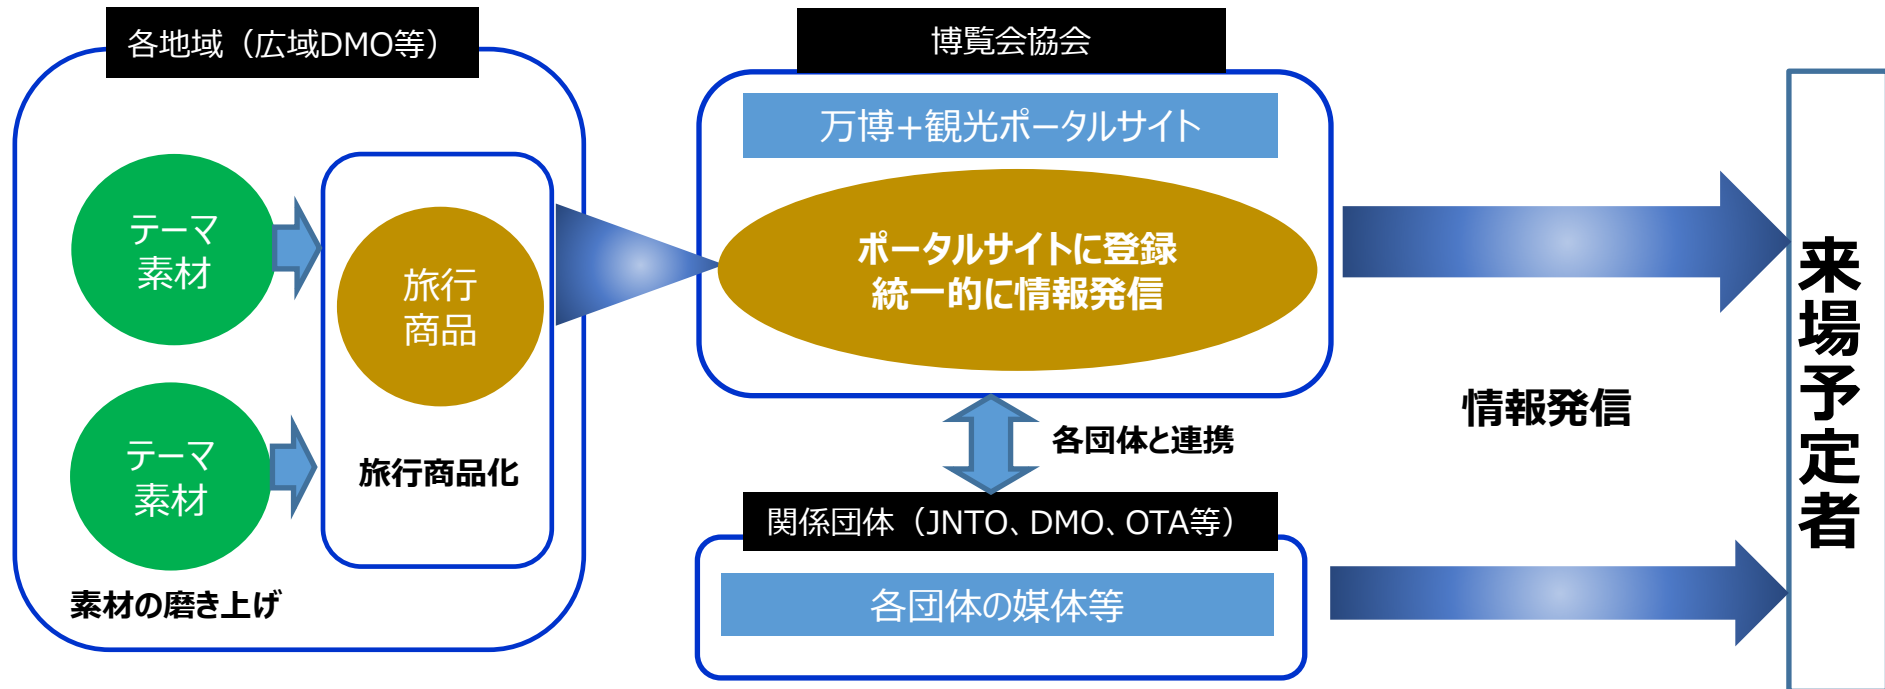 各地域（広域DMO等）
テーマ
素材
テーマ
素材
素材の磨き上げ
旅行
商品
旅行商品化
博覧会協会
万博+観光ポータルサイト
ポータルサイトに登録
統一的に情報発信
各団体と連携
関係団体（JNTO、DMO、OTA等）
各団体の媒体等
情報発信
来場予定者